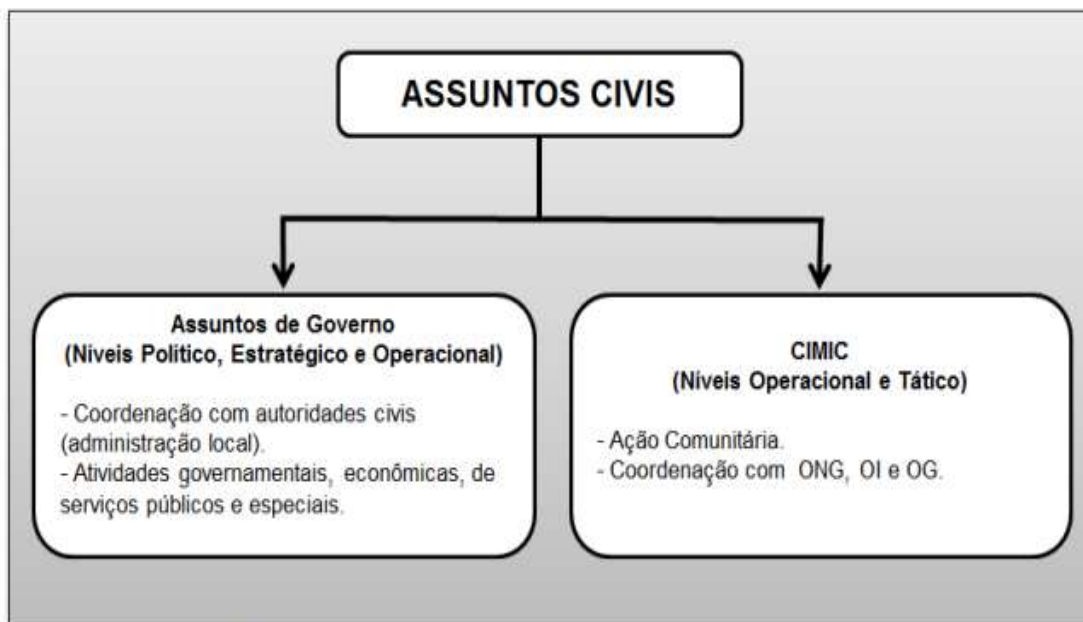 ASSUNTOS CIVIS
Assuntos de Governo
(Níveis Político, Estratégico e Operacional)
- Coordenação com autoridades civis
(administração local).
- Atividades governamentais, econômicas, de
serviços públicos e especiais.
CIMIC
(Níveis Operacional e Tático)
- Ação Comunitária.
- Coordenação com ONG, OI e OG.